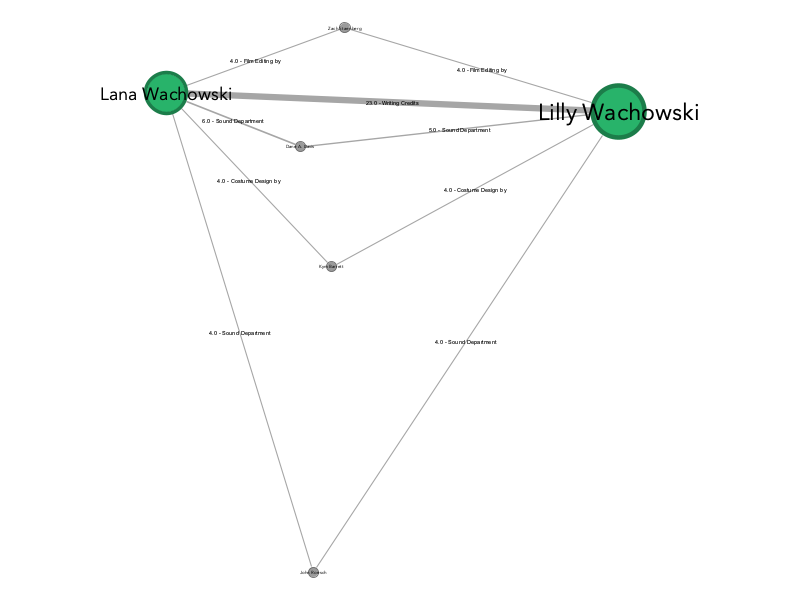 Zach Staenberg
4.0 - Film Editing by
4.0 - Film Editing by
Lana Wachowski
23.0 - Writing Credits
Lilly Wachowski
6.0 - Sound Department
5.0 - Sound Department
Dane A. Davis
4.0 - Costume Design by
4.0 - Costume Design by
Kym Barrett
4.0 - Sound Department
4.0 - Sound Department
John Roesch